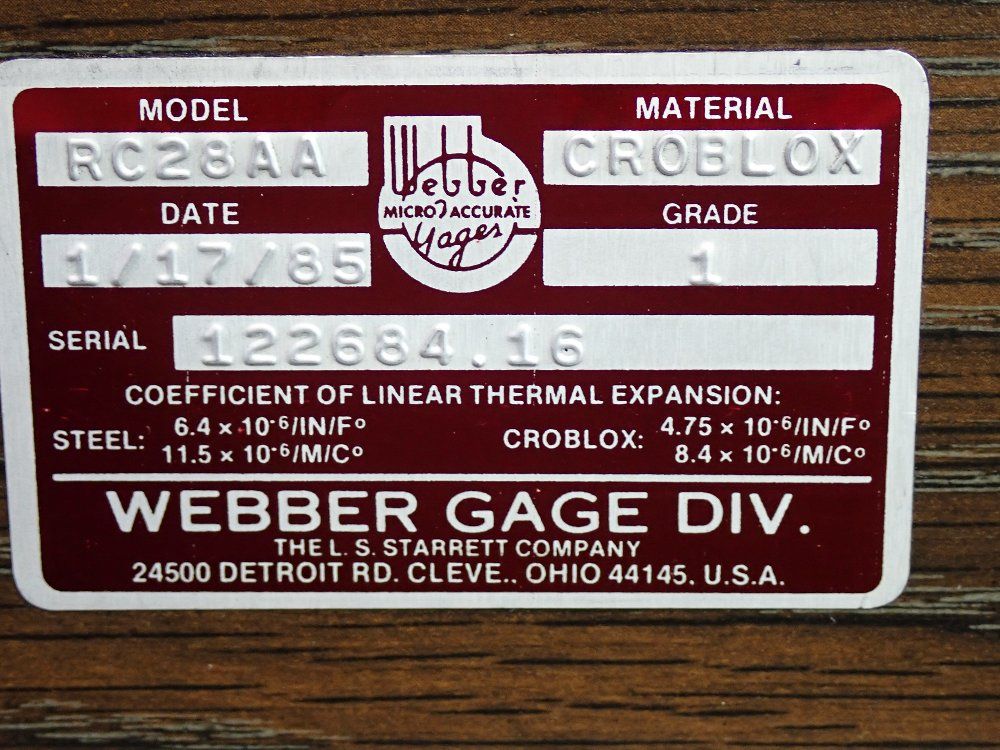 MODEL
RC28AA
DATE
1/17/85
Webber
MICRO ACCURATE
Gages
MATERIAL
CROBLOX
GRADE
1
SERIAL 122684.16
COEFFICIENT OF LINEAR THERMAL EXPANSION:
STEEL: 6.4 x 10-6/IN/F°
11.5 x 10-6/M/C°
CROBLOX: 4.75 x 10-6/IN/F°
8.4 x 10-6/M/C°
WEBBER GAGE DIV.
THE L. S. STARRETT COMPANY
24500 DETROIT RD. CLEVE., OHIO 44145, U.S.A.